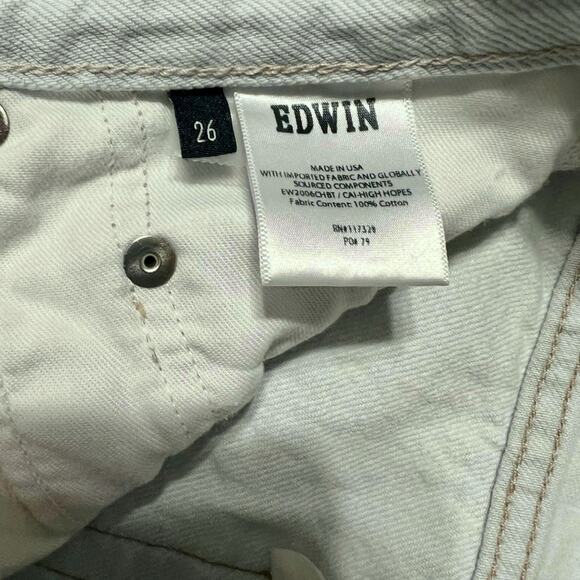 26
EDWIN
MADE IN USA
WITH IMPORTED FABRIC AND GLOBALLY
SOURCED COMPONENTS
EW2006CHBT / CAI-HIGH HOPES
Fabric Content: 100% Cotton
RN#117328
PO# 79